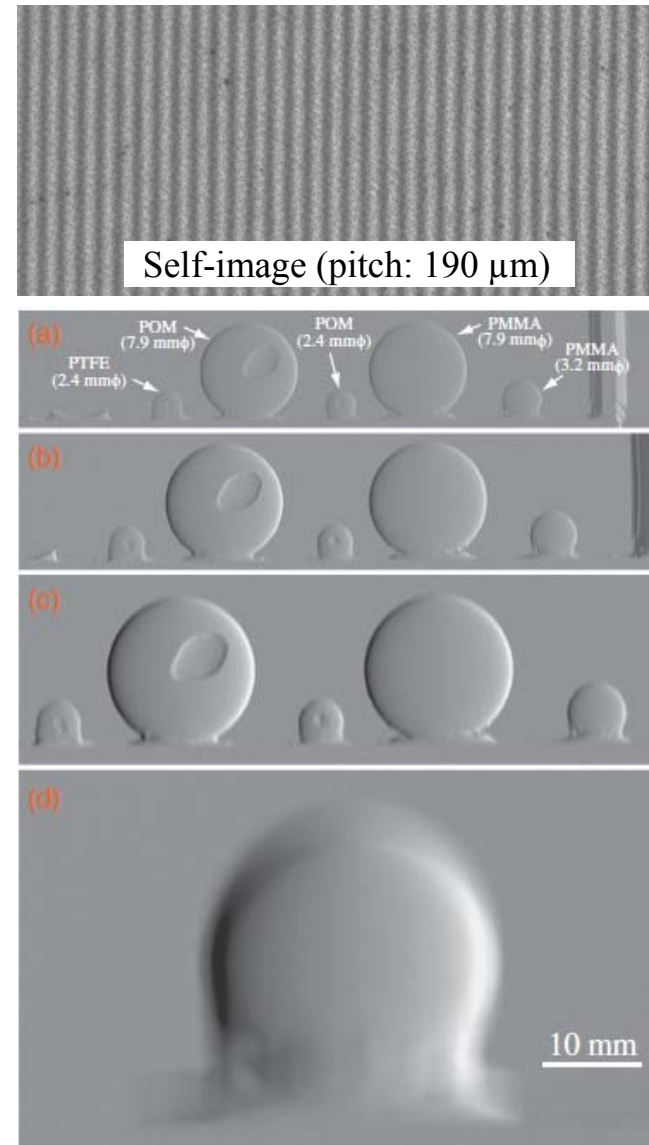 Self-image (pitch: 190 µm)
(a)
POM
(7.9 mmϕ)
POM
(2.4 mmϕ)
PMMA
(7.9 mmϕ)
PTFE
(2.4 mmϕ)
PMMA
(3.2 mmϕ)
(b)
(c)
(d)
10 mm